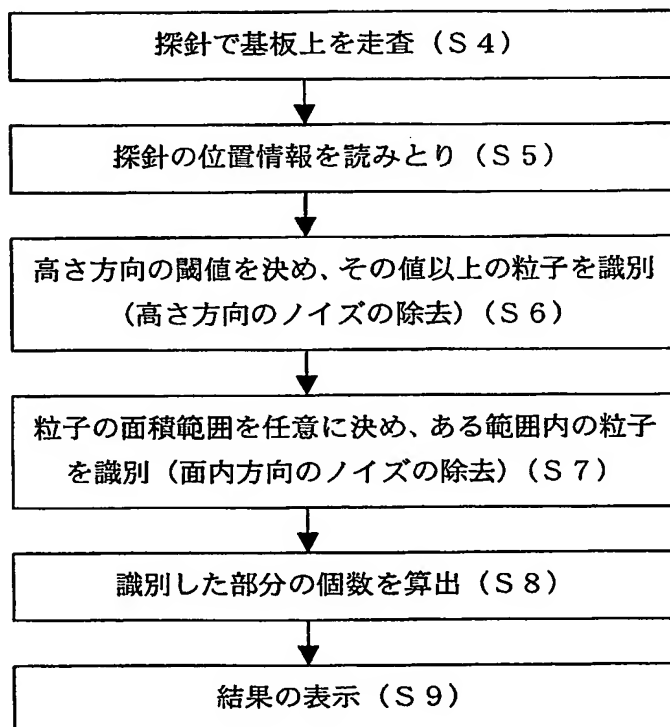 探針で基板上を走査（Ｓ４）
探針の位置情報を読みとり（Ｓ５）
高さ方向の閾値を決め、その値以上の粒子を識別
（高さ方向のノイズの除去）（Ｓ６）
粒子の面積範囲を任意に決め、ある範囲内の粒子
を識別（面内方向のノイズの除去）（Ｓ７）
識別した部分の個数を算出（Ｓ８）
結果の表示（Ｓ９）